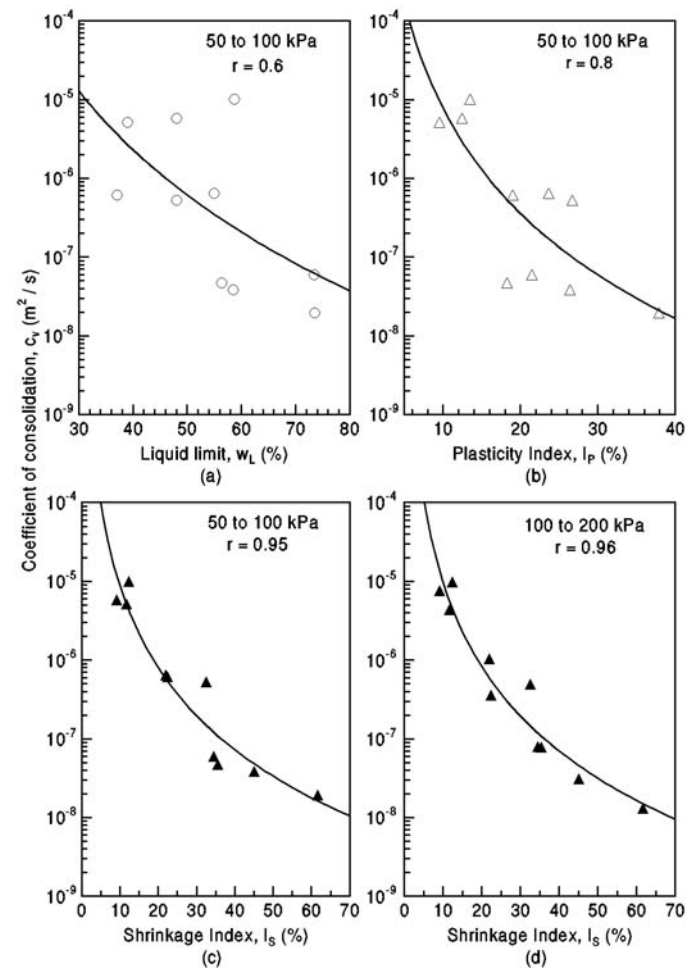 Coefficient of consolidation, cᵥ (m² / s)
50 to 100 kPa
r = 0.6
10⁻⁴
10⁻⁵
10⁻⁶
10⁻⁷
10⁻⁸
10⁻⁹
30 40 50 60 70 80
Liquid limit, w_L (%)
(a)
50 to 100 kPa
r = 0.8
10⁻⁴
10⁻⁵
10⁻⁶
10⁻⁷
10⁻⁸
10⁻⁹
10 20 30 40
Plasticity Index, I_P (%)
(b)
50 to 100 kPa
r = 0.95
10⁻⁴
10⁻⁵
10⁻⁶
10⁻⁷
10⁻⁸
10⁻⁹
0 10 20 30 40 50 60 70
Shrinkage Index, I_S (%)
(c)
100 to 200 kPa
r = 0.96
10⁻⁴
10⁻⁵
10⁻⁶
10⁻⁷
10⁻⁸
10⁻⁹
0 10 20 30 40 50 60 70
Shrinkage Index, I_S (%)
(d)